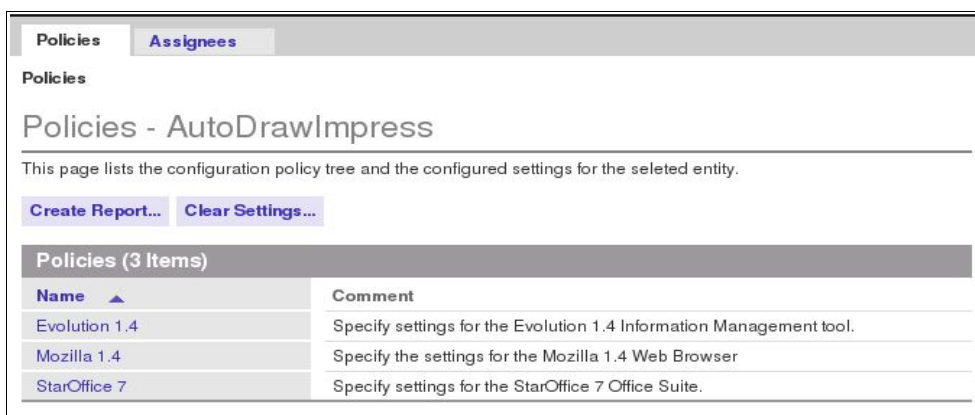 Policies Assignees
Policies
Policies - AutoDrawImpress
This page lists the configuration policy tree and the configured settings for the seleted entity.
Create Report... Clear Settings...
Policies (3 Items)
Name Comment
Evolution 1.4 Specify settings for the Evolution 1.4 Information Management tool.
Mozilla 1.4 Specify the settings for the Mozilla 1.4 Web Browser
StarOffice 7 Specify settings for the StarOffice 7 Office Suite.